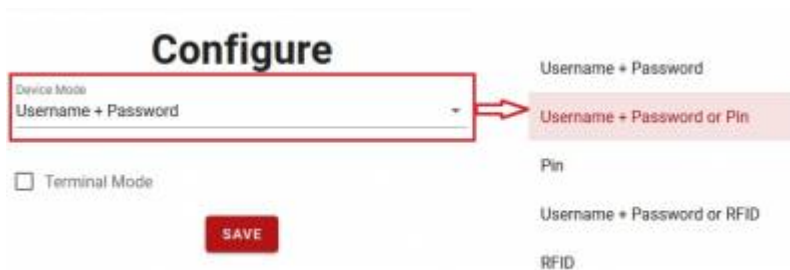 Configure
Device Mode
Username + Password
Terminal Mode
SAVE
Username + Password
Username + Password or Pin
Pin
Username + Password or RFID
RFID